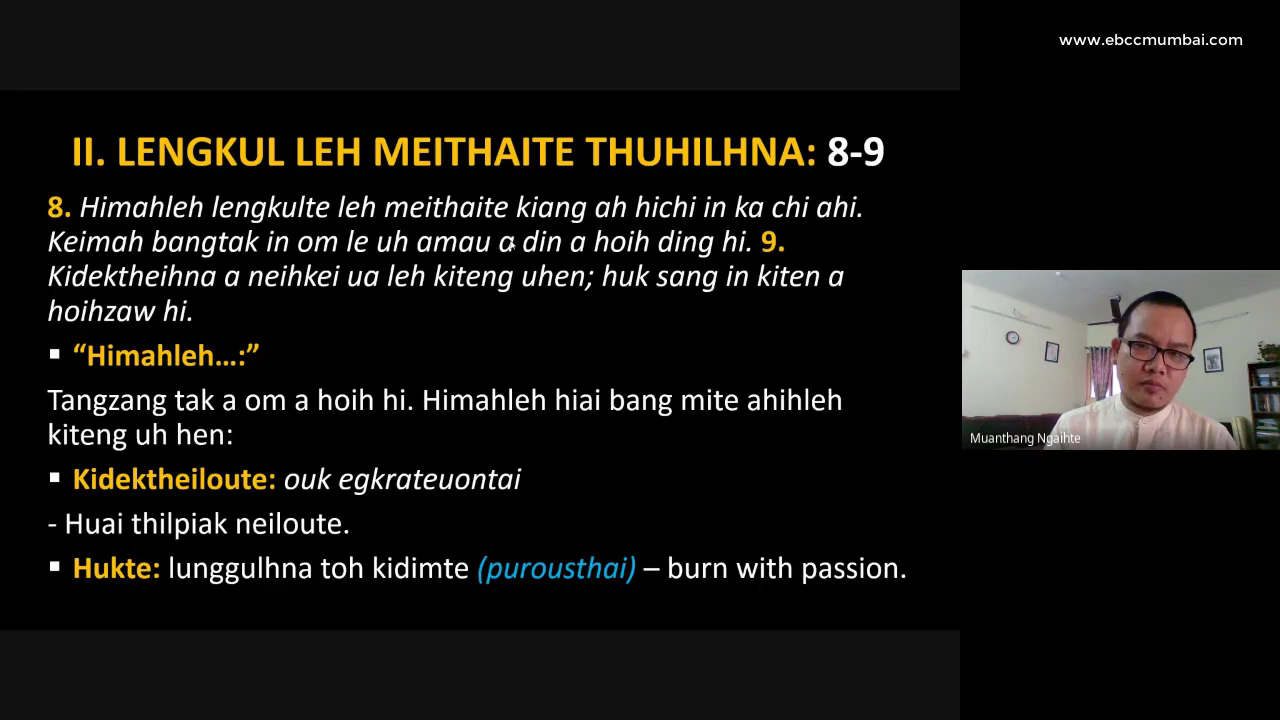 www.ebccmumbai.com
II. LENGKUL LEH MEITHAITE THUHILHNA: 8-9
8. Himahleh lengkulte leh meithaite kiang ah hichi in ka chi ahi.
Keimah bangtak in om le uh amau a din a hoih ding hi. 9.
Kidektheihna a neihkei ua leh kiteng uhen; huk sang in kiten a
hoihzaw hi.
▪ “Himahleh…:”
Tangzang tak a om a hoih hi. Himahleh hiai bang mite ahihleh
kiteng uh hen:
▪ Kidektheiloute: ouk egkrateuontai
- Huai thilpiak neiloute.
▪ Hukte: lunggulhna toh kidimte (purousthai) – burn with passion.
Muanthang Ngaihte